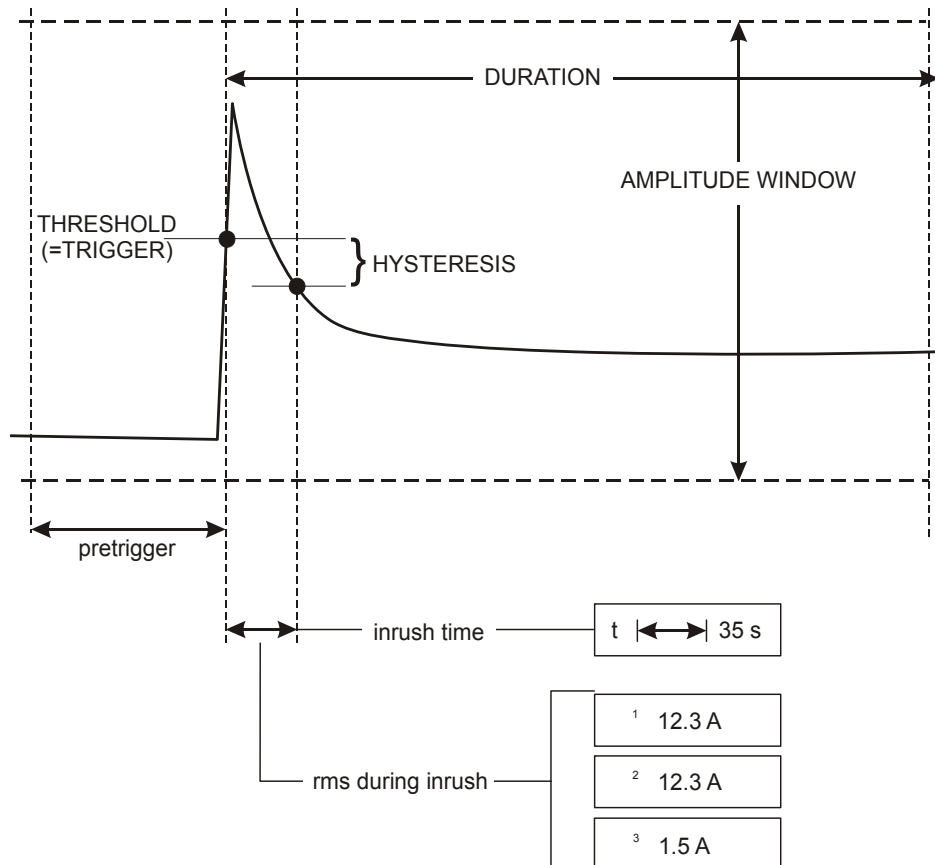 DURATION
AMPLITUDE WINDOW
THRESHOLD
(=TRIGGER)
} HYSTERESIS
pretrigger
inrush time
t 35 s
1 12.3 A
rms during inrush
2 12.3 A
3 1.5 A